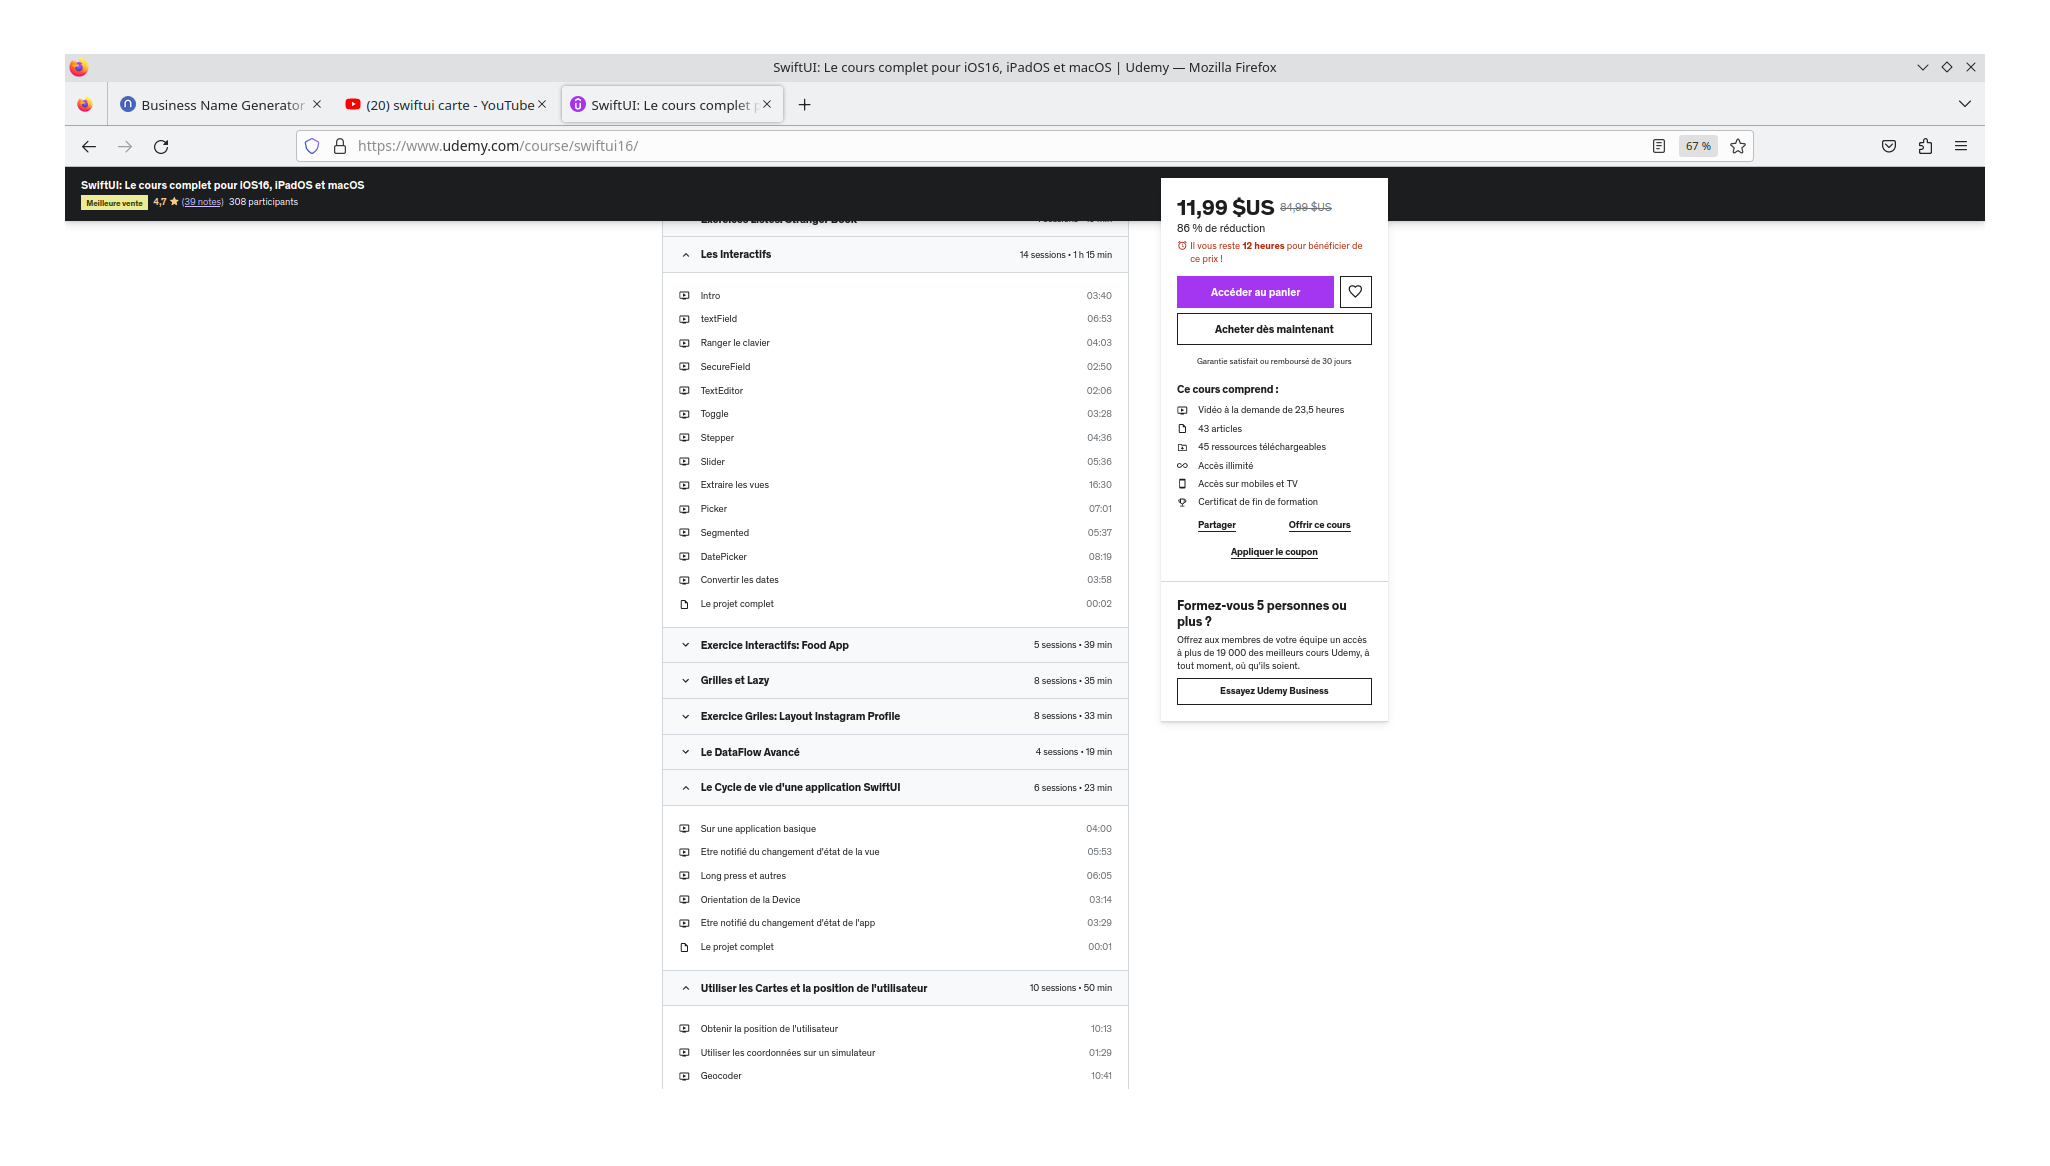 SwiftUI: Le cours complet pour iOS16, iPadOS et macOS | Udemy — Mozilla Firefox
Business Name Generator
(20) swiftui carte - YouTube
SwiftUI: Le cours complet
https://www.udemy.com/course/swiftui16/
67 %
SwiftUI: Le cours complet pour iOS16, iPadOS et macOS
Meilleure vente 4,7 (39 notes) 308 participants
Les Interactifs 14 sessions • 1 h 15 min
Intro 03:40
textField 06:53
Ranger le clavier 04:03
SecureField 02:50
TextEditor 02:06
Toggle 03:28
Stepper 04:36
Slider 05:36
Extraire les vues 16:30
Picker 07:01
Segmented 05:37
DatePicker 08:19
Convertir les dates 03:58
Le projet complet 00:02
Exercice Interactifs: Food App 5 sessions • 39 min
Grilles et Lazy 8 sessions • 35 min
Exercice Griles: Layout Instagram Profile 8 sessions • 33 min
Le DataFlow Avancé 4 sessions • 19 min
Le Cycle de vie d'une application SwiftUI 6 sessions • 23 min
Sur une application basique 04:00
Etre notifié du changement d'état de la vue 05:53
Long press et autres 06:05
Orientation de la Device 03:14
Etre notifié du changement d'état de l'app 03:29
Le projet complet 00:01
Utiliser les Cartes et la position de l'utilisateur 10 sessions • 50 min
Obtenir la position de l'utilisateur 10:13
Utiliser les coordonnées sur un simulateur 01:29
Geocoder 10:41
11,99 $US 84,99 $US
86 % de réduction
Il vous reste 12 heures pour bénéficier de
ce prix !
Accéder au panier
Acheter dès maintenant
Garantie satisfait ou remboursé de 30 jours
Ce cours comprend :
Vidéo à la demande de 23,5 heures
43 articles
45 ressources téléchargeables
Accès illimité
Accès sur mobiles et TV
Certificat de fin de formation
Partager Offrir ce cours
Appliquer le coupon
Formez-vous 5 personnes ou
plus ?
Offrez aux membres de votre équipe un accès
à plus de 19 000 des meilleurs cours Udemy, à
tout moment, où qu'ils soient.
Essayez Udemy Business